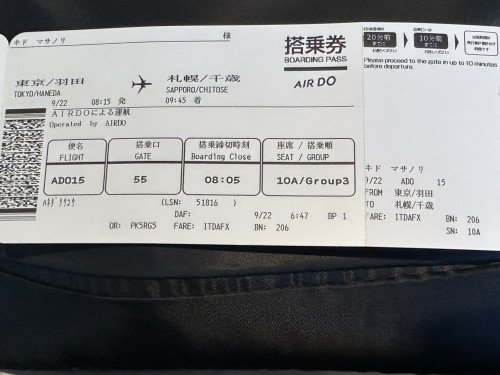 キド マサノリ 様
搭乗券
BOARDING PASS
東京/羽田
TOKYO/HANEDA
札幌/千歳
SAPPORO/CHITOSE
AIR DO
9/22 08:15 発 09:45 着
AIRDOによる運航
Operated by AIRDO
便名 搭乗口 搭乗締切時刻 座席 / 搭乗順
FLIGHT GATE Boarding Close SEAT / GROUP
ADO15 55 08:05 10A/Group3
(LSN: 51816 )
DAF: 9/22 6:47 BP 1
DR: PK5RG5 FARE: ITDAFX BN: 206
20分前
までに
10分前
までに
Please proceed to the gate in up to 10 minutes
before departure.
キド マサノリ
9/22 ADO 15
FROM 東京/羽田
TO 札幌/千歳
FARE: ITDAFX BN: 206
SN: 10A